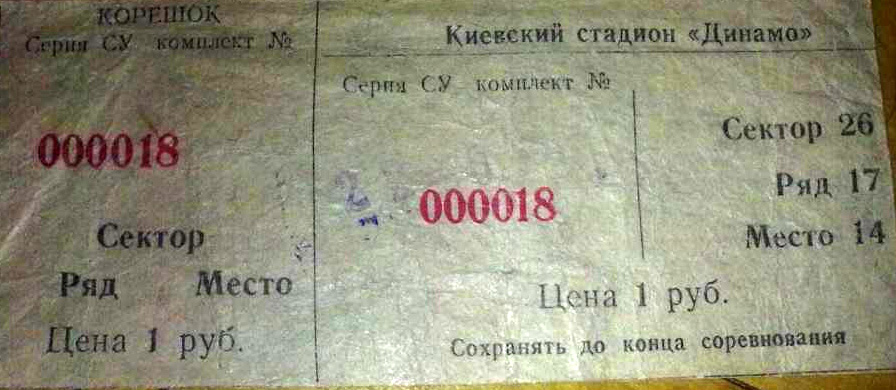 КОРЕШОК
Серия СУ комплект №
000018
Сектор
Ряд Место
Цена 1 руб.
Киевский стадион «Динамо»
Серия СУ комплект №
000018
Сектор 26
Ряд 17
Место 14
Цена 1 руб.
Сохранять до конца соревнования